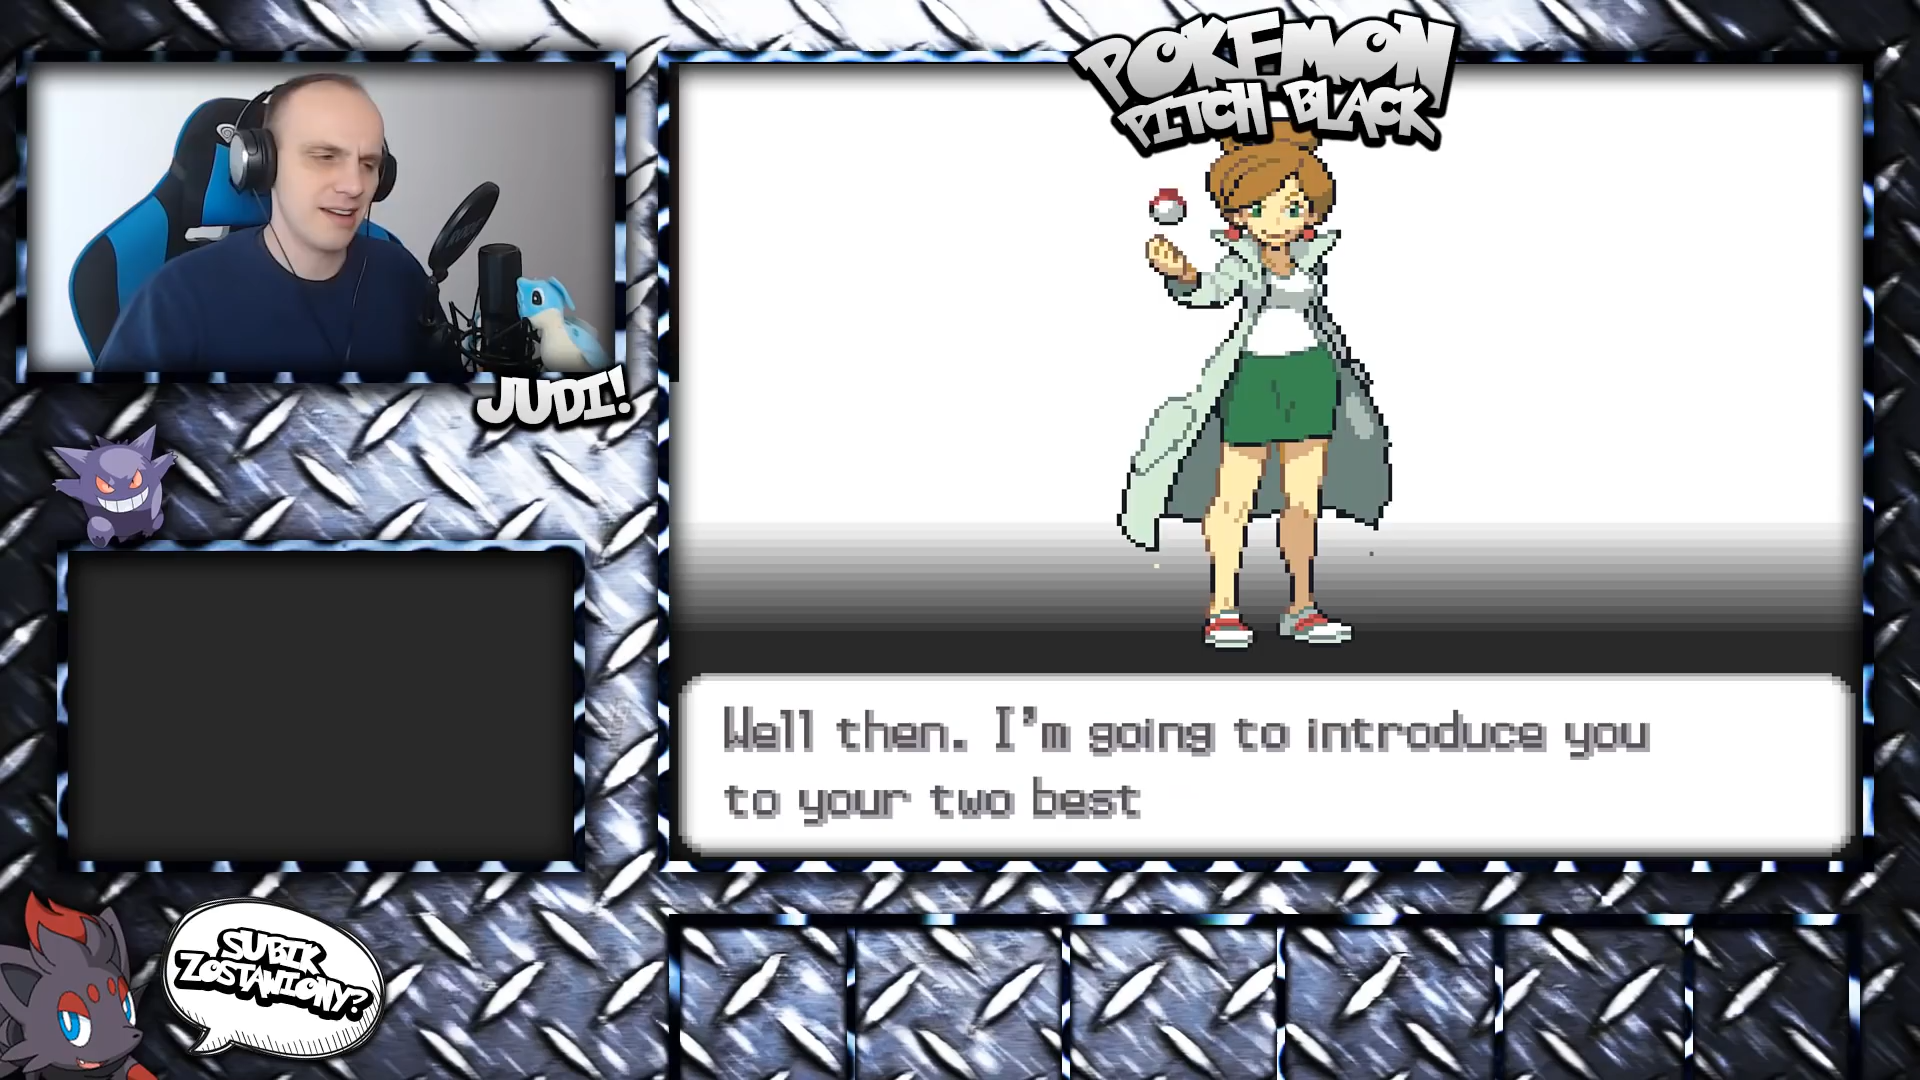 POKEMON
PITCH BLACK
JUDI!
Well then. I'm going to introduce you
to your two best
SUBIK
ZOSTAWIONY?